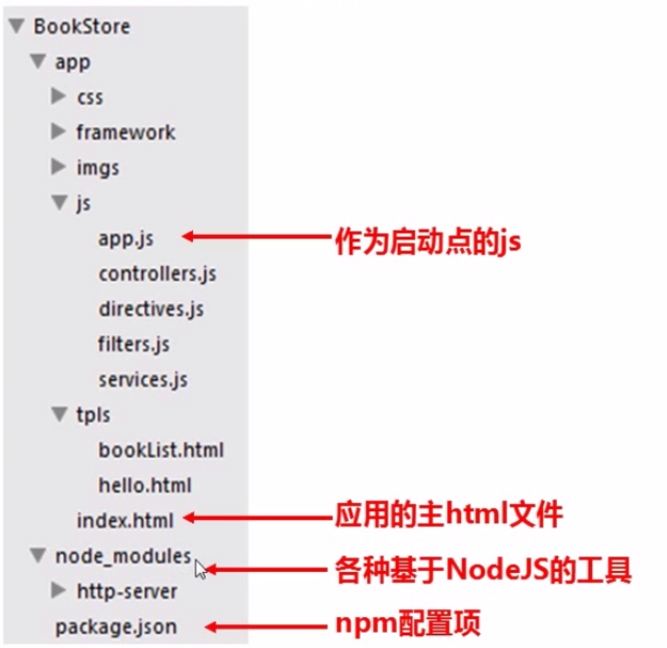 BookStore
app
css
framework
imgs
js
app.js 作为启动点的js
controllers.js
directives.js
filters.js
services.js
tpls
bookList.html
hello.html
index.html 应用的主html文件
node_modules 各种基于NodeJS的工具
http-server
package.json npm配置项